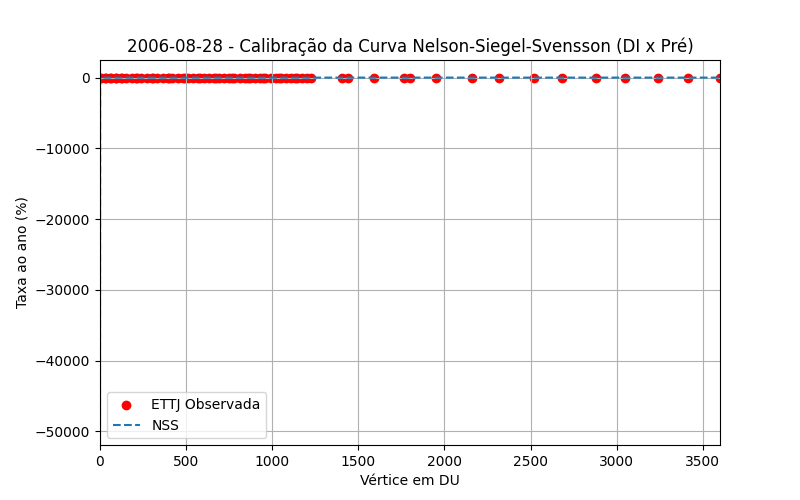 2006-08-28 - Calibração da Curva Nelson-Siegel-Svensson (DI x Pré)
Taxa ao ano (%)
0
−10000
−20000
−30000
−40000
−50000
ETTJ Observada
NSS
0 500 1000 1500 2000 2500 3000 3500
Vértice em DU